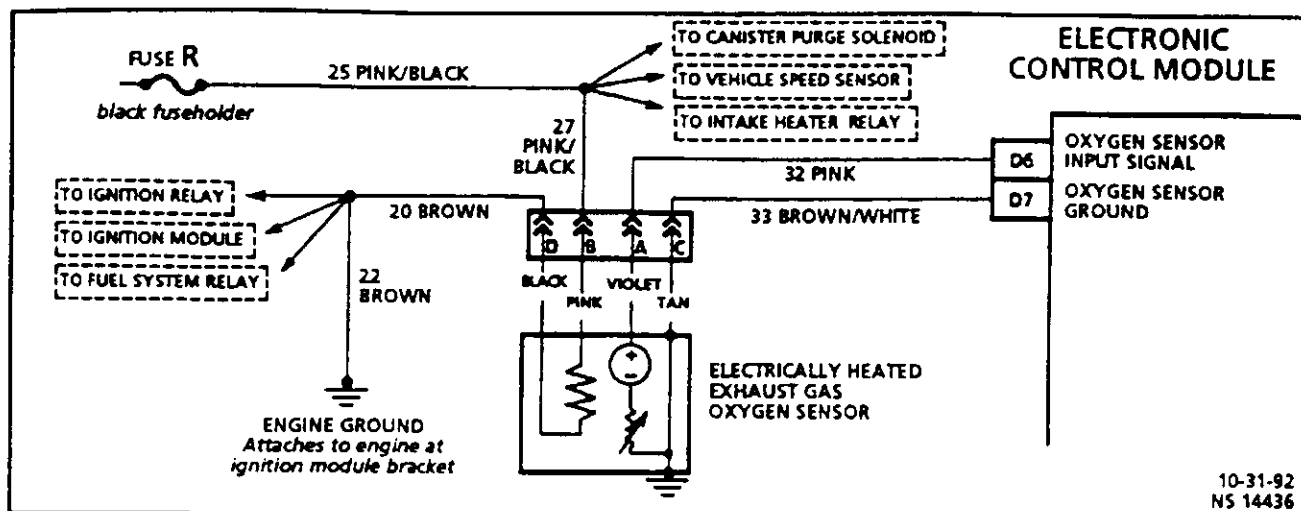 FUSE R
black fuseholder
25 PINK/BLACK
TO CANISTER PURGE SOLENOID
TO VEHICLE SPEED SENSOR
TO INTAKE HEATER RELAY
ELECTRONIC
CONTROL MODULE
27
PINK/
BLACK
D6
OXYGEN SENSOR
INPUT SIGNAL
32 PINK
D7
OXYGEN SENSOR
GROUND
33 BROWN/WHITE
TO IGNITION RELAY
TO IGNITION MODULE
TO FUEL SYSTEM RELAY
20 BROWN
22
BROWN
D
B
A
C
BLACK
PINK
VIOLET
TAN
+
–
ELECTRICALLY HEATED
EXHAUST GAS
OXYGEN SENSOR
ENGINE GROUND
Attaches to engine at
ignition module bracket
10-31-92
NS 14436